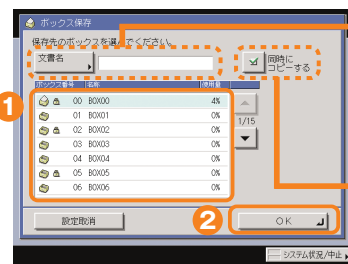 ボックス保存
保存先のボックスを選んでください。
文書名
同時に
コピーする
ボックス番号 名称 使用量
1
00 BOX00 4%
01 BOX01 0%
02 BOX02 0%
03 BOX03 0%
04 BOX04 0%
05 BOX05 0%
06 BOX06 0%
1/15
設定取消
2
OK
システム状況/中止